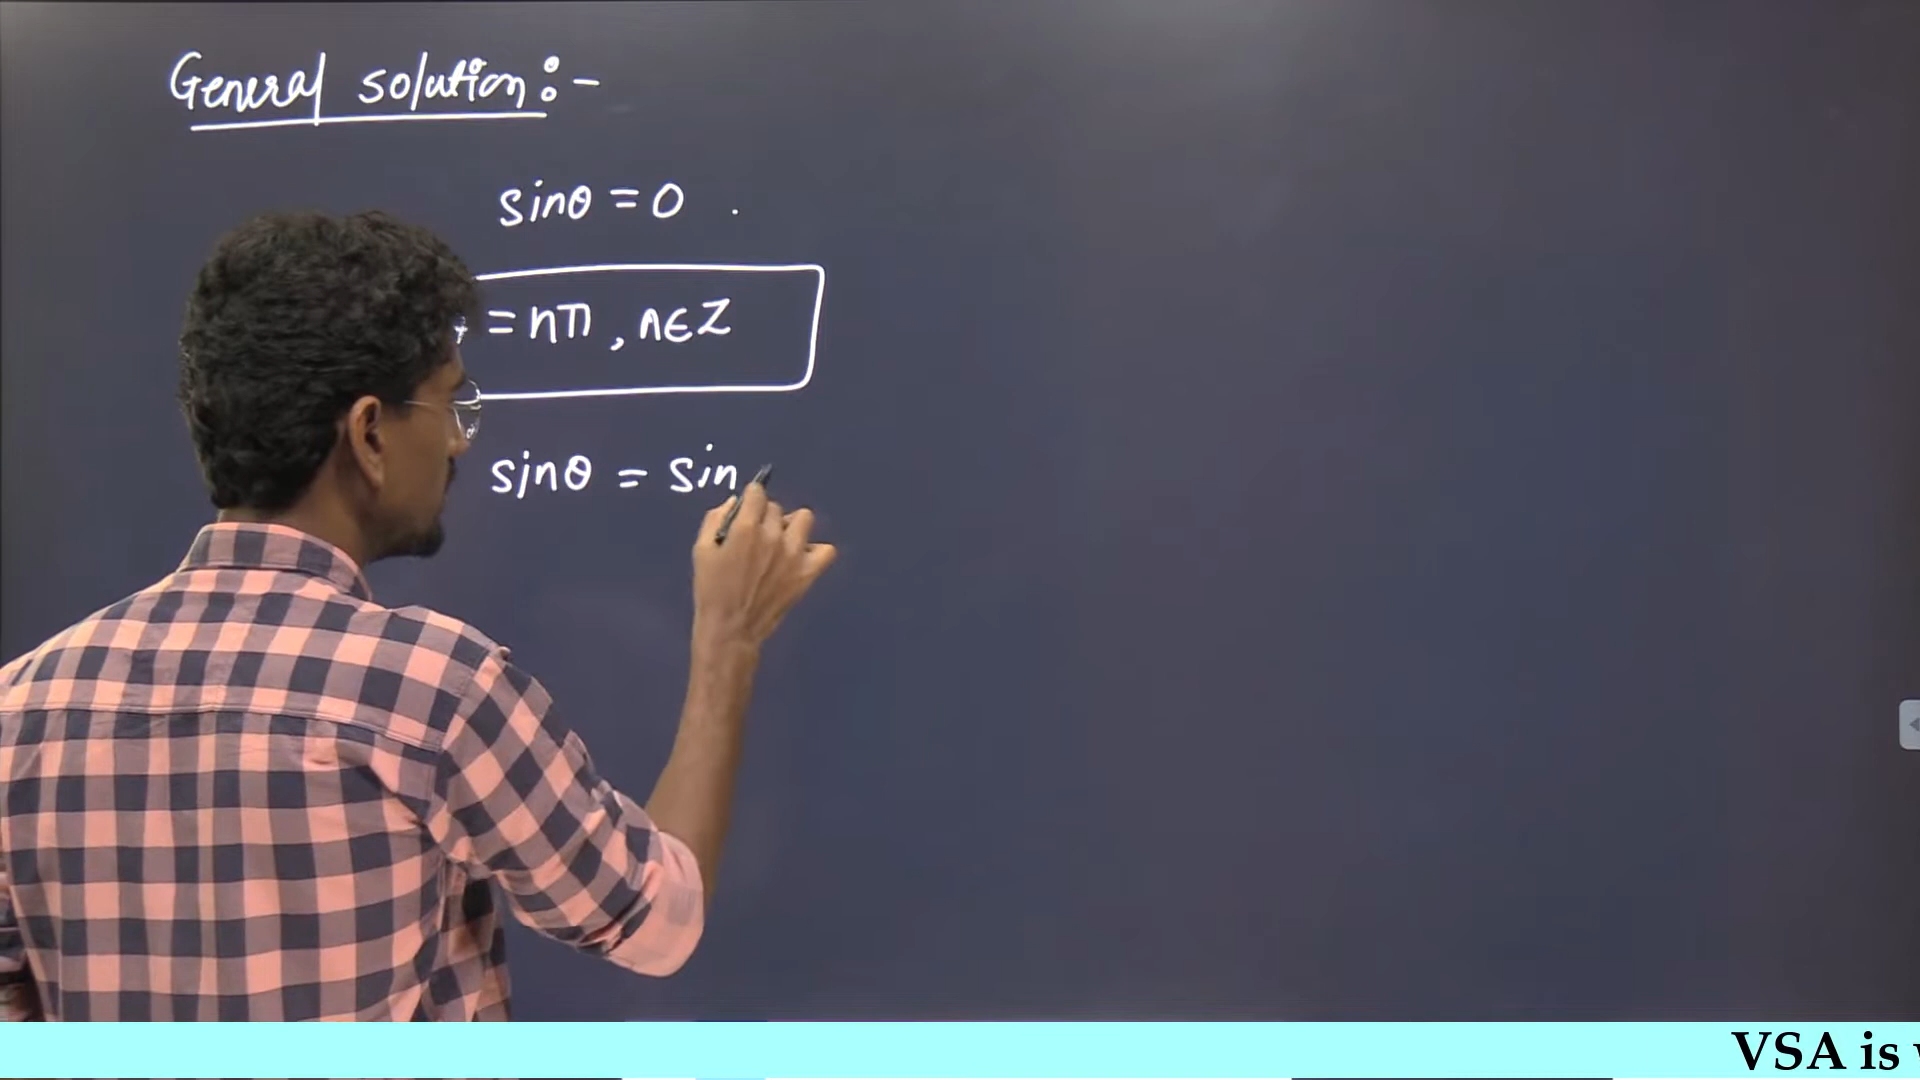 General solution :-
sinθ = 0 .
= nπ , n∈Z
sinθ = sin
VSA is